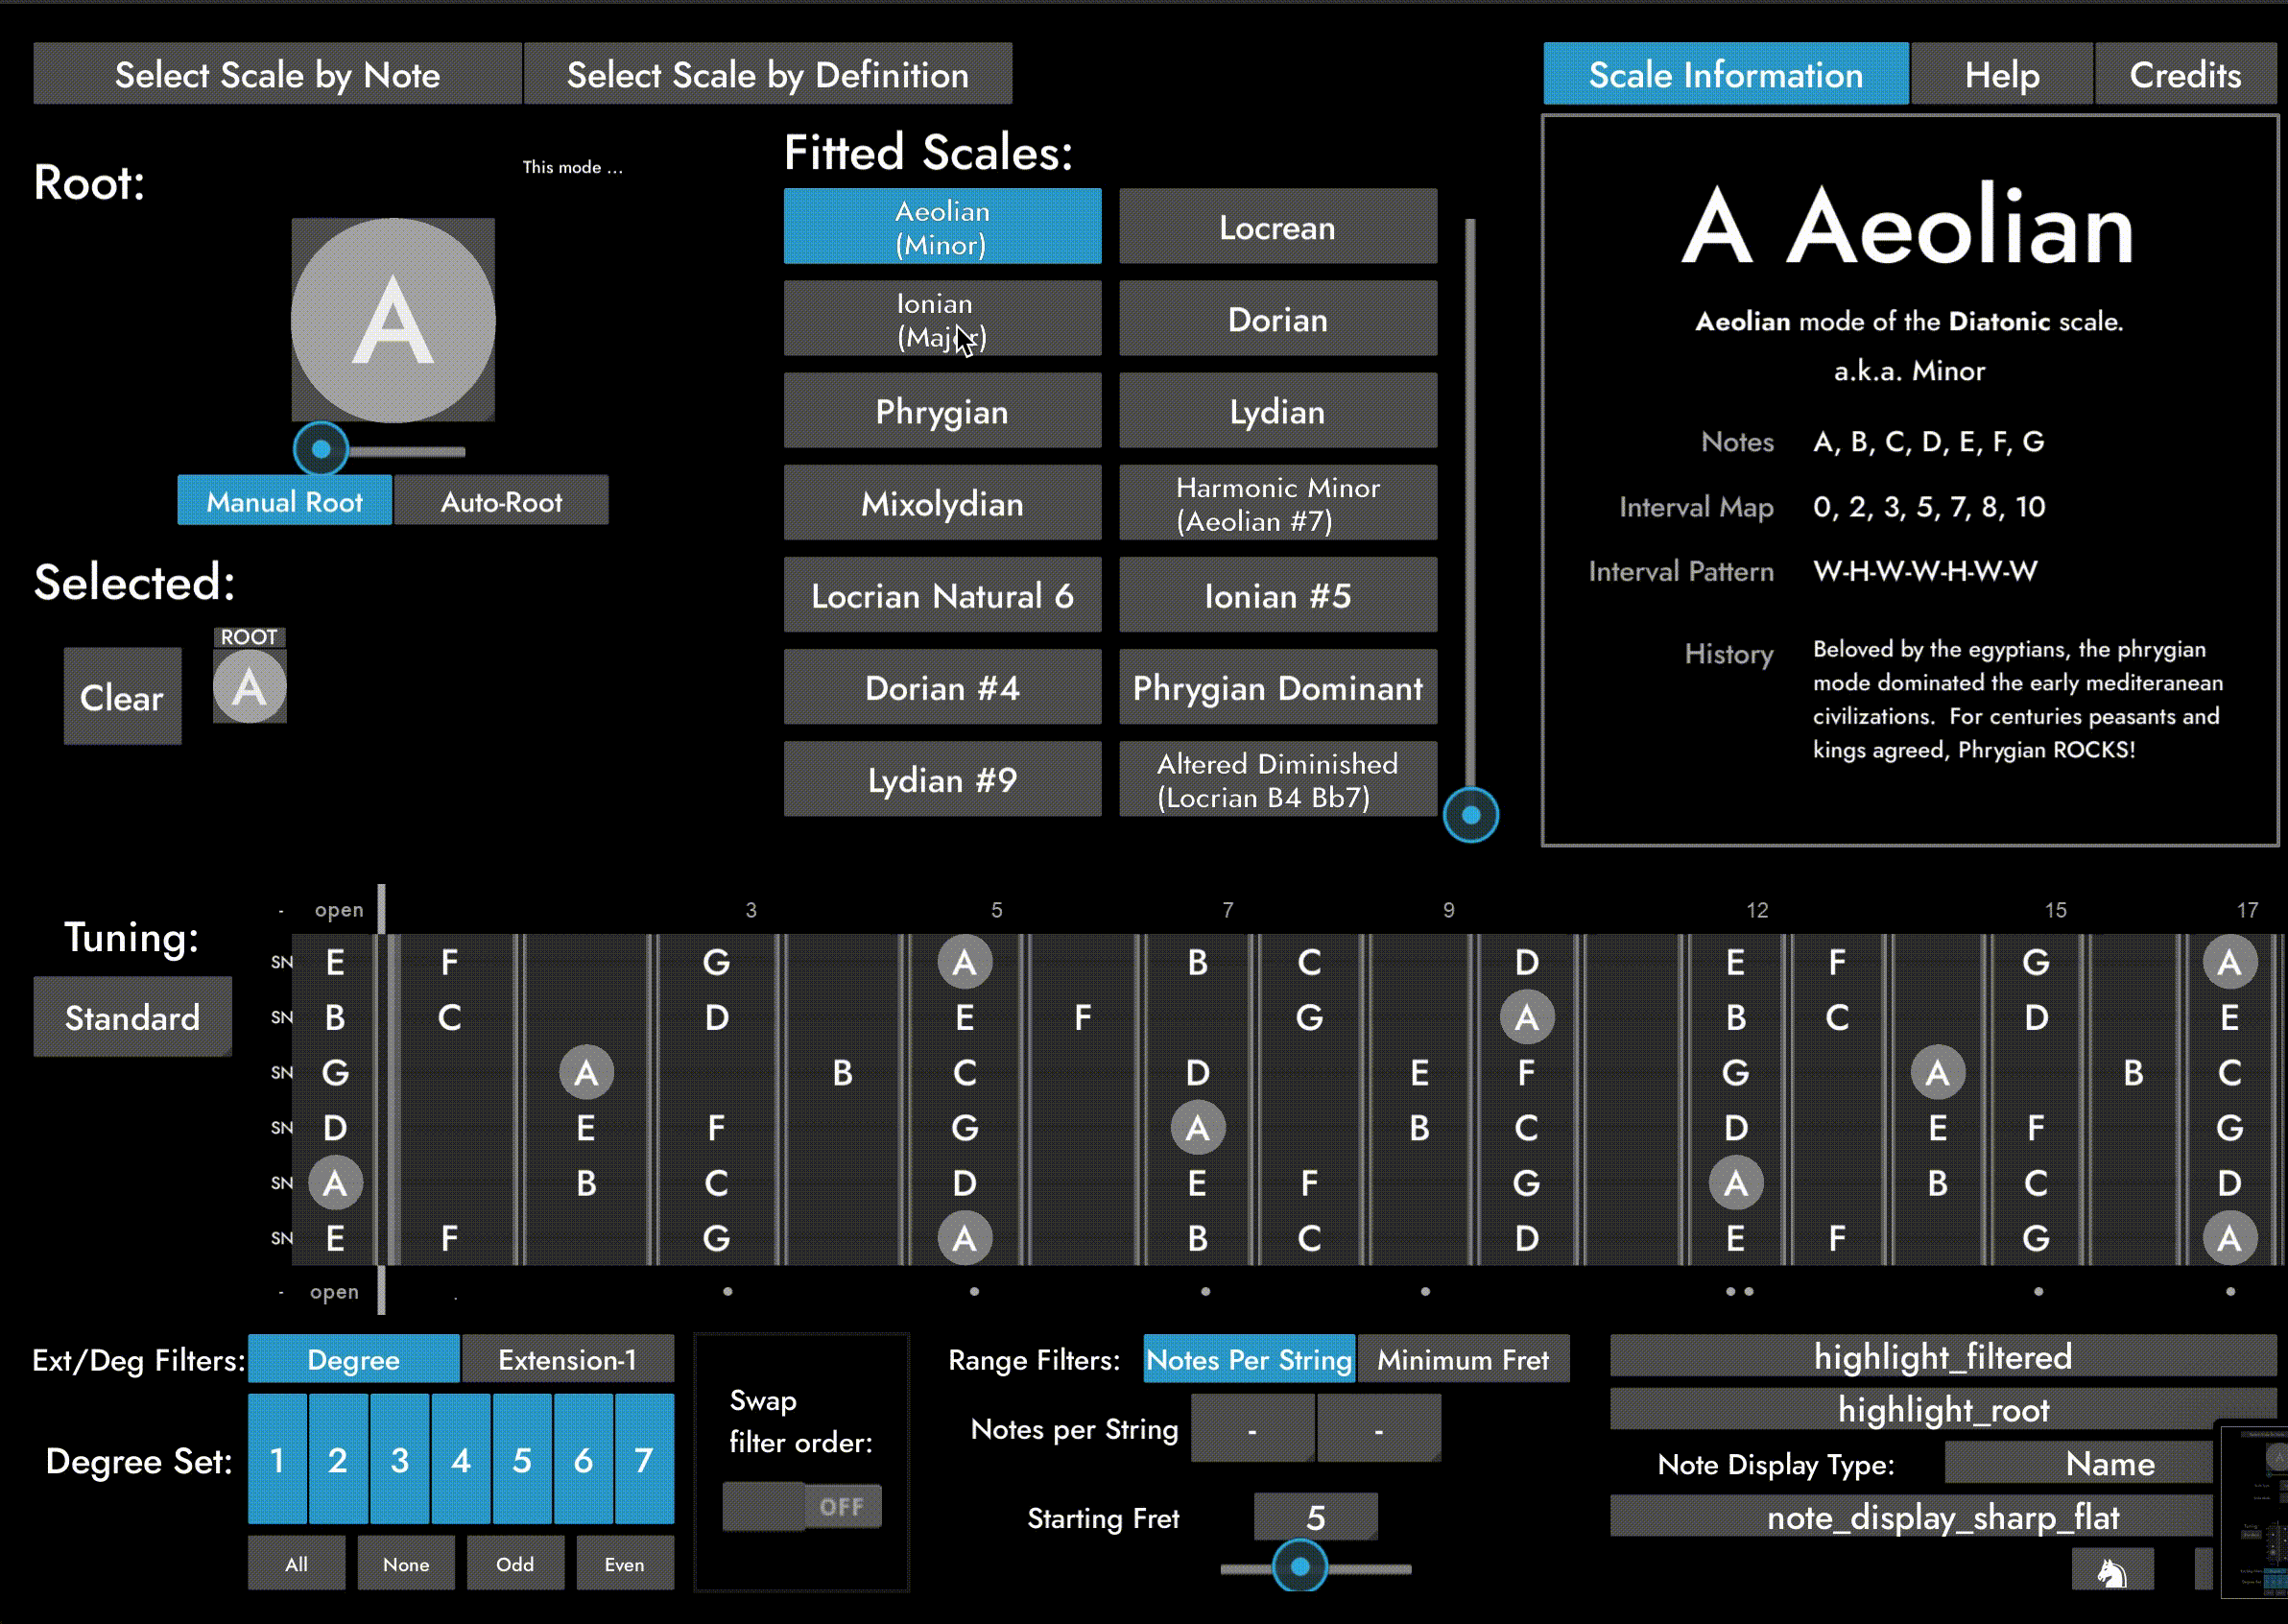 Select Scale by Note Select Scale by Definition Scale Information Help Credits
Root:
This mode ...
A
Manual Root Auto-Root
Selected:
Clear
ROOT
A
Fitted Scales:
Aeolian
(Minor)
Locrean
Ionian
(Major)
Dorian
Phrygian Lydian
Mixolydian
Harmonic Minor
(Aeolian #7)
Locrian Natural 6 Ionian #5
Dorian #4 Phrygian Dominant
Lydian #9
Altered Diminished
(Locrian B4 Bb7)
A Aeolian
Aeolian mode of the Diatonic scale.
a.k.a. Minor
Notes A, B, C, D, E, F, G
Interval Map 0, 2, 3, 5, 7, 8, 10
Interval Pattern W-H-W-W-H-W-W
History Beloved by the egyptians, the phrygian
mode dominated the early mediteranean
civilizations. For centuries peasants and
kings agreed, Phrygian ROCKS!
Tuning:
Standard
- open 3 5 7 9 12 15 17
SN E F G A B C D E F G A
SN B C D E F G A B C D E
SN G A B C D E F G A B C
SN D E F G A B C D E F G
SN A B C D E F G A B C D
SN E F G A B C D E F G A
- open
Ext/Deg Filters: Degree Extension-1
Degree Set: 1 2 3 4 5 6 7
All None Odd Even
Swap
filter order:
OFF
Range Filters: Notes Per String Minimum Fret
Notes per String - -
Starting Fret 5
highlight_filtered
highlight_root
Note Display Type: Name
note_display_sharp_flat